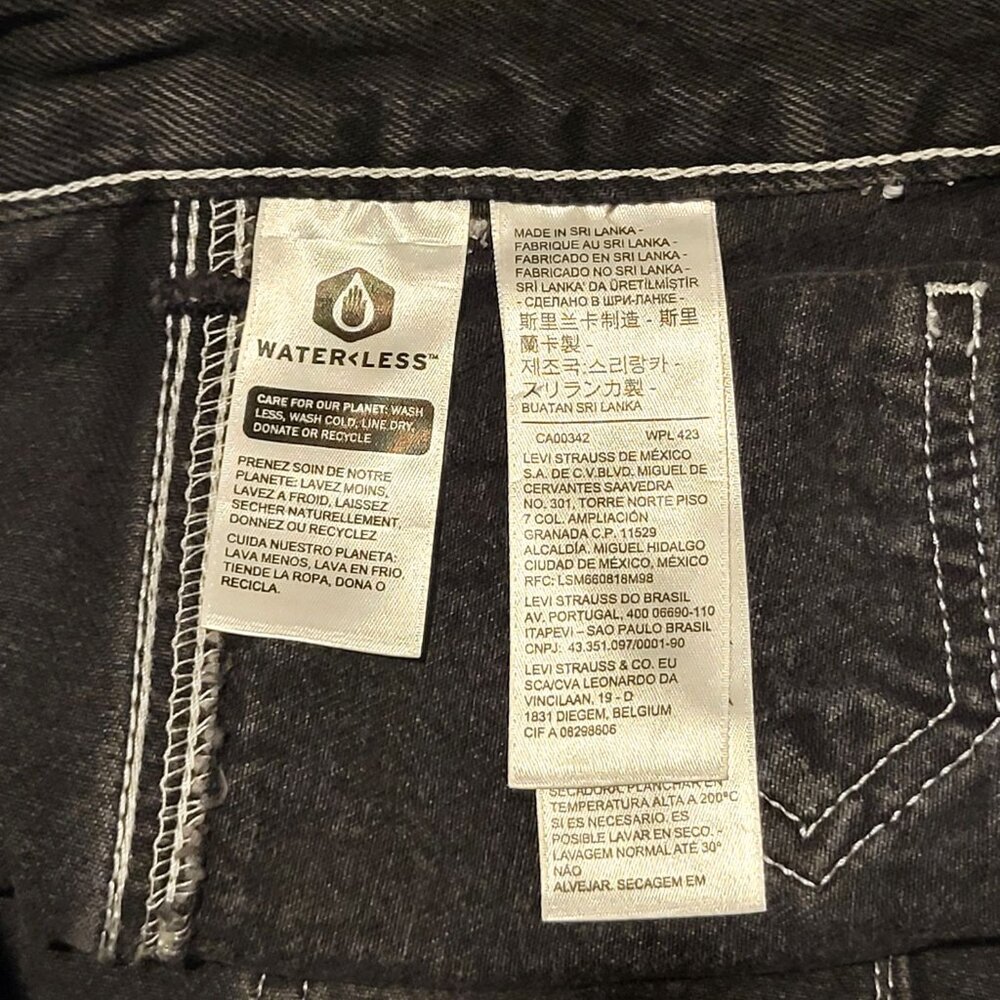 WATER<LESS™
CARE FOR OUR PLANET: WASH
LESS, WASH COLD, LINE DRY,
DONATE OR RECYCLE
PRENEZ SOIN DE NOTRE
PLANETE: LAVEZ MOINS,
LAVEZ A FROID, LAISSEZ
SECHER NATURELLEMENT,
DONNEZ OU RECYCLEZ
CUIDA NUESTRO PLANETA:
LAVA MENOS, LAVA EN FRIO,
TIENDE LA ROPA, DONA O
RECICLA.
MADE IN SRI LANKA -
FABRIQUE AU SRI LANKA -
FABRICADO EN SRI LANKA -
FABRICADO NO SRI LANKA -
SRİ LANKA' DA ÜRETILMIŞTIR
- СДЕЛАНО В ШРИ-ЛАНКЕ -
斯里兰卡制造 - 斯里
蘭卡製 -
제조국:스리랑카 -
スリランカ製 -
BUATAN SRI LANKA
CA00342 WPL 423
LEVI STRAUSS DE MÉXICO
S.A. DE C.V.BLVD. MIGUEL DE
CERVANTES SAAVEDRA
NO. 301, TORRE NORTE PISO
7 COL. AMPLIACIÓN
GRANADA C.P. 11529
ALCALDÍA. MIGUEL HIDALGO
CIUDAD DE MÉXICO, MÉXICO
RFC: LSM660818M98
LEVI STRAUSS DO BRASIL
AV. PORTUGAL, 400 06690-110
ITAPEVI – SAO PAULO BRASIL
CNPJ: 43.351.097/0001-90
LEVI STRAUSS & CO. EU
SCA/CVA LEONARDO DA
VINCILAAN, 19 - D
1831 DIEGEM, BELGIUM
CIF A 08298606
SECADORA. PLANCHAR EN
TEMPERATURA ALTA A 200°C
SI ES NECESARIO. ES
POSIBLE LAVAR EN SECO. -
LAVAGEM NORMAL ATÉ 30°
NÃO
ALVEJAR. SECAGEM EM